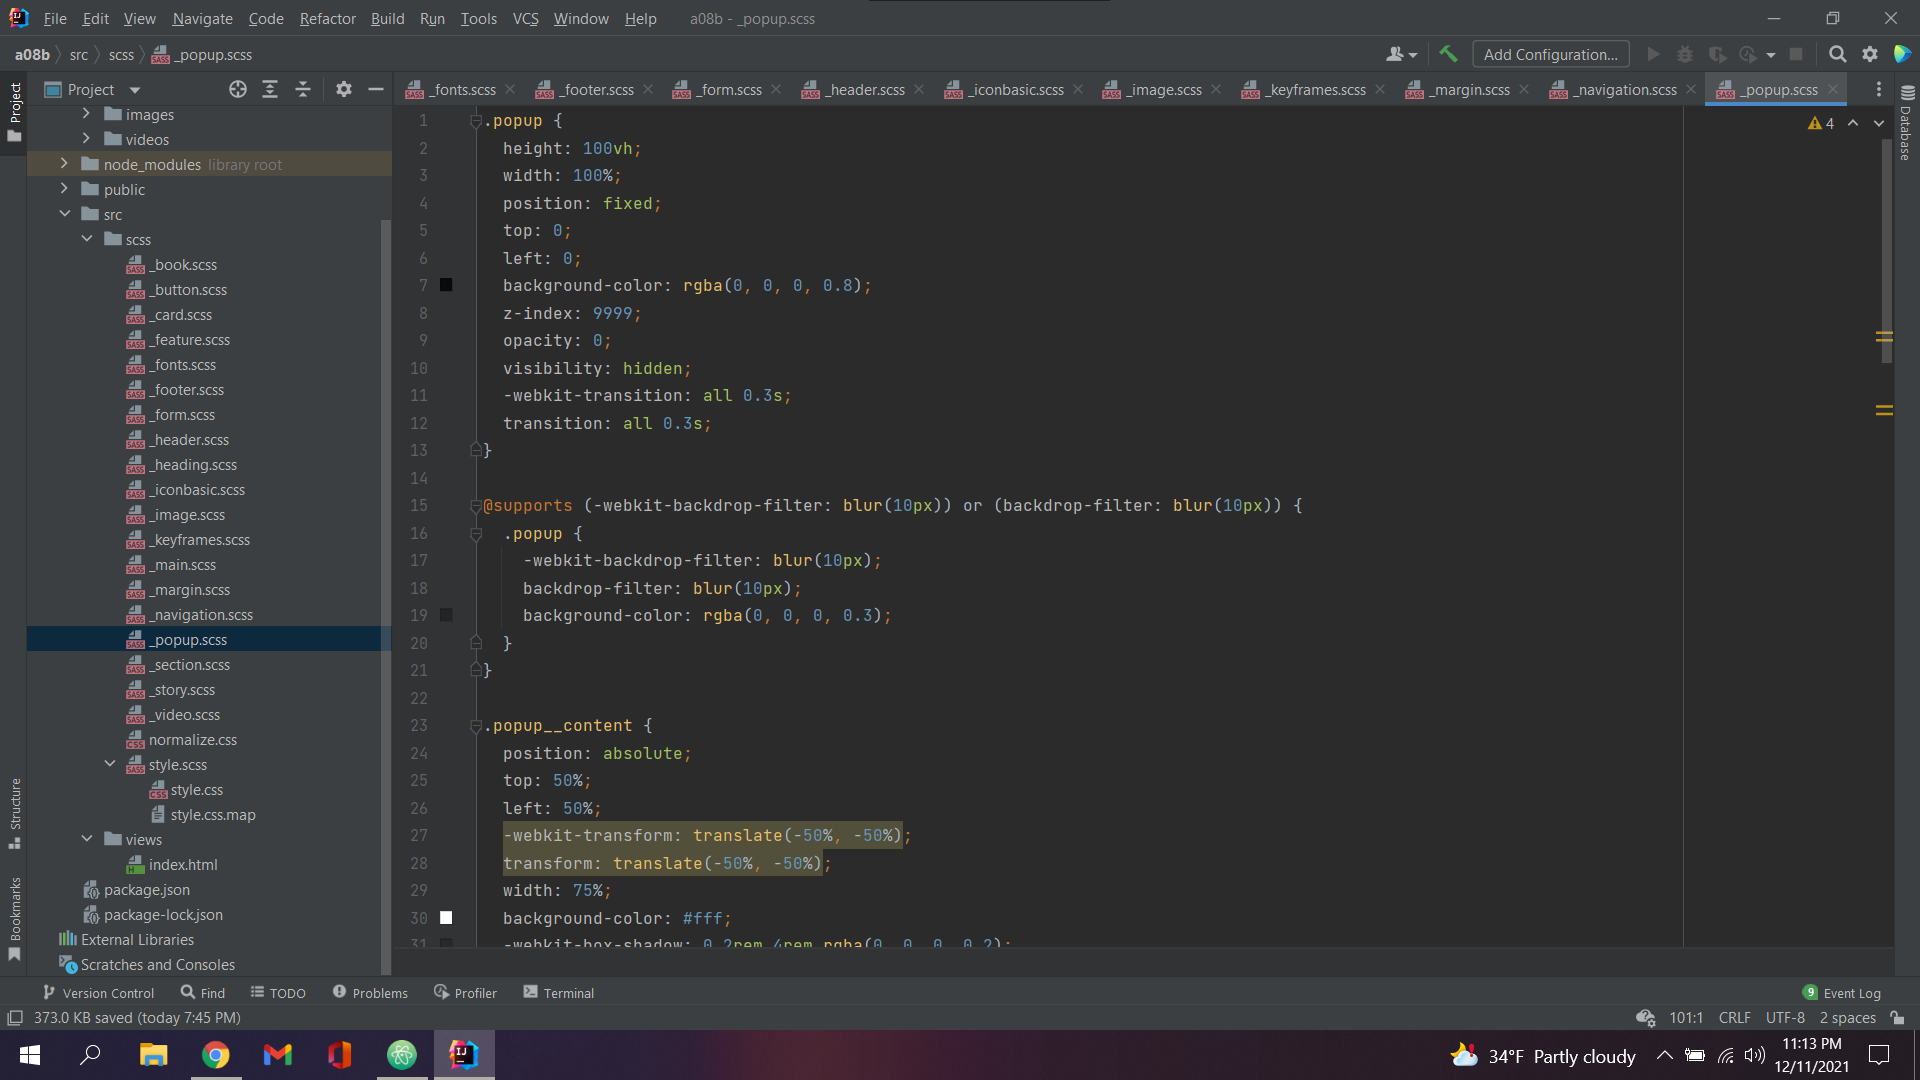 File Edit View Navigate Code Refactor Build Run Tools VCS Window Help a08b - _popup.scss
a08b src scss _popup.scss
Add Configuration...
Project
_fonts.scss _footer.scss _form.scss _header.scss _iconbasic.scss _image.scss _keyframes.scss _margin.scss _navigation.scss _popup.scss
Project
Structure
Bookmarks
Database
images
videos
node_modules library root
public
src
scss
_book.scss
_button.scss
_card.scss
_feature.scss
_fonts.scss
_footer.scss
_form.scss
_header.scss
_heading.scss
_iconbasic.scss
_image.scss
_keyframes.scss
_main.scss
_margin.scss
_navigation.scss
_popup.scss
_section.scss
_story.scss
_video.scss
normalize.css
style.scss
style.css
style.css.map
views
index.html
package.json
package-lock.json
External Libraries
Scratches and Consoles
4
1 .popup {
2 height: 100vh;
3 width: 100%;
4 position: fixed;
5 top: 0;
6 left: 0;
7 background-color: rgba(0, 0, 0, 0.8);
8 z-index: 9999;
9 opacity: 0;
10 visibility: hidden;
11 -webkit-transition: all 0.3s;
12 transition: all 0.3s;
13 }
14
15 @supports (-webkit-backdrop-filter: blur(10px)) or (backdrop-filter: blur(10px)) {
16 .popup {
17 -webkit-backdrop-filter: blur(10px);
18 backdrop-filter: blur(10px);
19 background-color: rgba(0, 0, 0, 0.3);
20 }
21 }
22
23 .popup__content {
24 position: absolute;
25 top: 50%;
26 left: 50%;
27 -webkit-transform: translate(-50%, -50%);
28 transform: translate(-50%, -50%);
29 width: 75%;
30 background-color: #fff;
31 -webkit-box-shadow: 0 2rem 4rem rgba(0, 0, 0, 0.2);
Version Control Find TODO Problems Profiler Terminal
9 Event Log
373.0 KB saved (today 7:45 PM)
101:1 CRLF UTF-8 2 spaces
34°F Partly cloudy
11:13 PM
12/11/2021